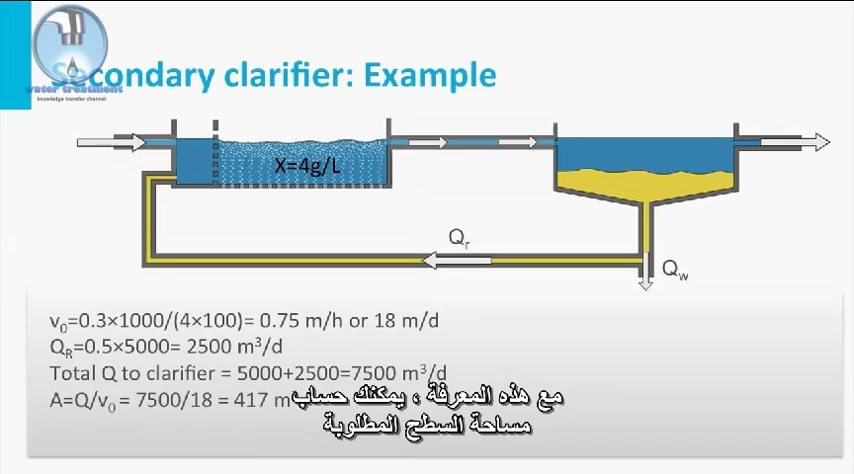 Secondary clarifier: Example
water treatment
knowledge transfer channel
X=4g/L
Qr
Qw
v0=0.3×1000/(4×100)= 0.75 m/h or 18 m/d
QR=0.5×5000= 2500 m³/d
Total Q to clarifier = 5000+2500=7500 m³/d
A=Q/v0 = 7500/18 = 417 m
مع هذه المعرفة ، يمكنك حساب
مساحة السطح المطلوبة